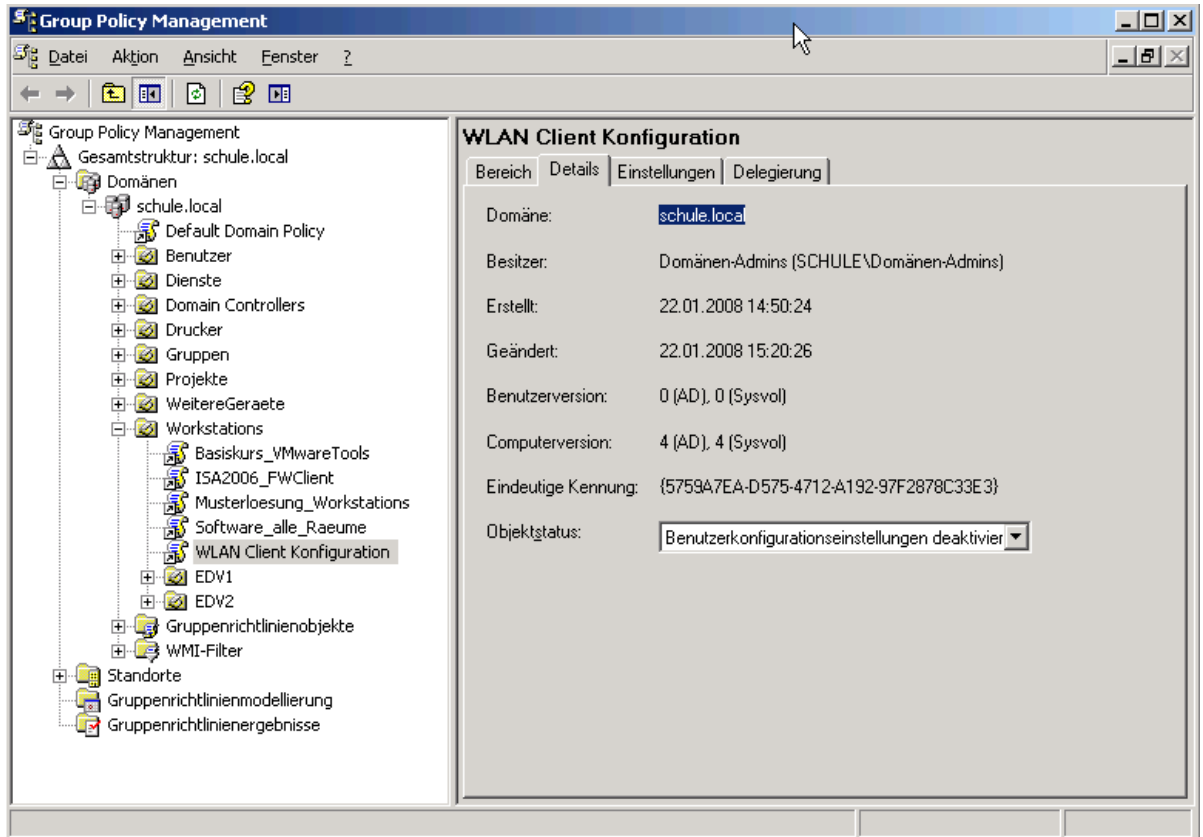 Group Policy Management
Datei Aktion Ansicht Fenster ?
Group Policy Management
Gesamtstruktur: schule.local
Domänen
schule.local
Default Domain Policy
Benutzer
Dienste
Domain Controllers
Drucker
Gruppen
Projekte
WeitereGeraete
Workstations
Basiskurs_VMwareTools
ISA2006_FWClient
Musterloesung_Workstations
Software_alle_Raeume
WLAN Client Konfiguration
EDV1
EDV2
Gruppenrichtlinienobjekte
WMI-Filter
Standorte
Gruppenrichtlinienmodellierung
Gruppenrichtlinienergebnisse
WLAN Client Konfiguration
Bereich Details Einstellungen Delegierung
Domäne: schule.local
Besitzer: Domänen-Admins (SCHULE\Domänen-Admins)
Erstellt: 22.01.2008 14:50:24
Geändert: 22.01.2008 15:20:26
Benutzerversion: 0 (AD), 0 (Sysvol)
Computerversion: 4 (AD), 4 (Sysvol)
Eindeutige Kennung: {5759A7EA-D575-4712-A192-97F2878C33E3}
Objektstatus: Benutzerkonfigurationseinstellungen deaktivier